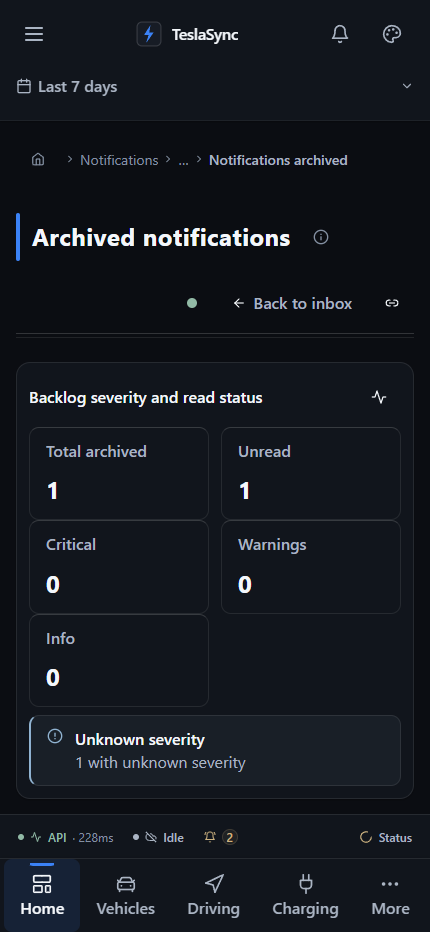 TeslaSync
Last 7 days
Notifications ... Notifications archived
Archived notifications
Back to inbox
Backlog severity and read status
Total archived
1
Unread
1
Critical
0
Warnings
0
Info
0
Unknown severity
1 with unknown severity
API · 228ms Idle 2 Status
Home Vehicles Driving Charging More